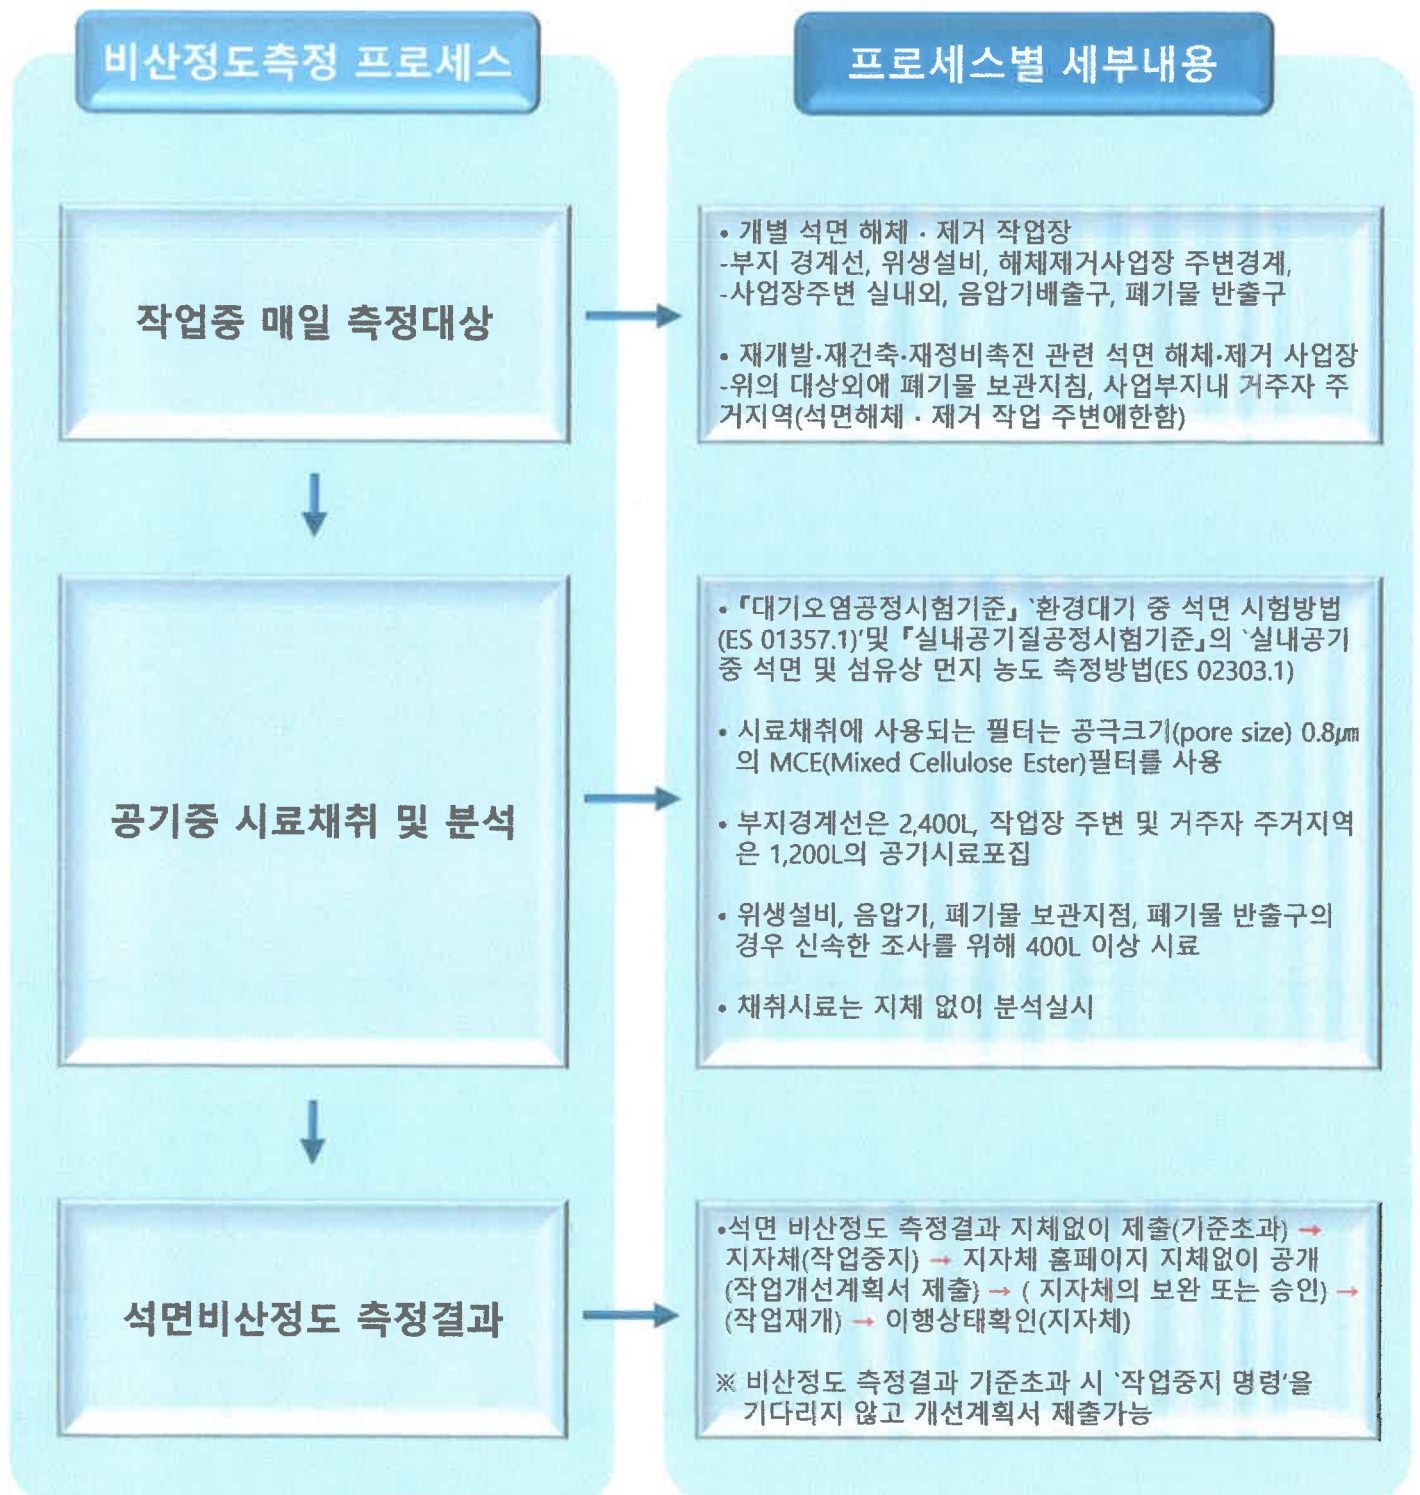 비산정도측정 프로세스
프로세스별 세부내용
작업중 매일 측정대상
• 개별 석면 해체 · 제거 작업장
-부지 경계선, 위생설비, 해체제거사업장 주변경계,
-사업장주변 실내외, 음압기배출구, 폐기물 반출구
• 재개발·재건축·재정비촉진 관련 석면 해체·제거 사업장
-위의 대상외에 폐기물 보관지침, 사업부지내 거주자 주
거지역(석면해체 · 제거 작업 주변애한함)
공기중 시료채취 및 분석
• 『대기오염공정시험기준』 `환경대기 중 석면 시험방법
(ES 01357.1)'및 『실내공기질공정시험기준』의 `실내공기
중 석면 및 섬유상 먼지 농도 측정방법(ES 02303.1)
• 시료채취에 사용되는 필터는 공극크기(pore size) 0.8㎛
의 MCE(Mixed Cellulose Ester)필터를 사용
• 부지경계선은 2,400L, 작업장 주변 및 거주자 주거지역
은 1,200L의 공기시료포집
• 위생설비, 음압기, 폐기물 보관지점, 폐기물 반출구의
경우 신속한 조사를 위해 400L 이상 시료
• 채취시료는 지체 없이 분석실시
석면비산정도 측정결과
•석면 비산정도 측정결과 지체없이 제출(기준초과) →
지자체(작업중지) → 지자체 홈페이지 지체없이 공개
(작업개선계획서 제출) → ( 지자체의 보완 또는 승인) →
(작업재개) → 이행상태확인(지자체)
※ 비산정도 측정결과 기준초과 시 `작업중지 명령'을
기다리지 않고 개선계획서 제출가능